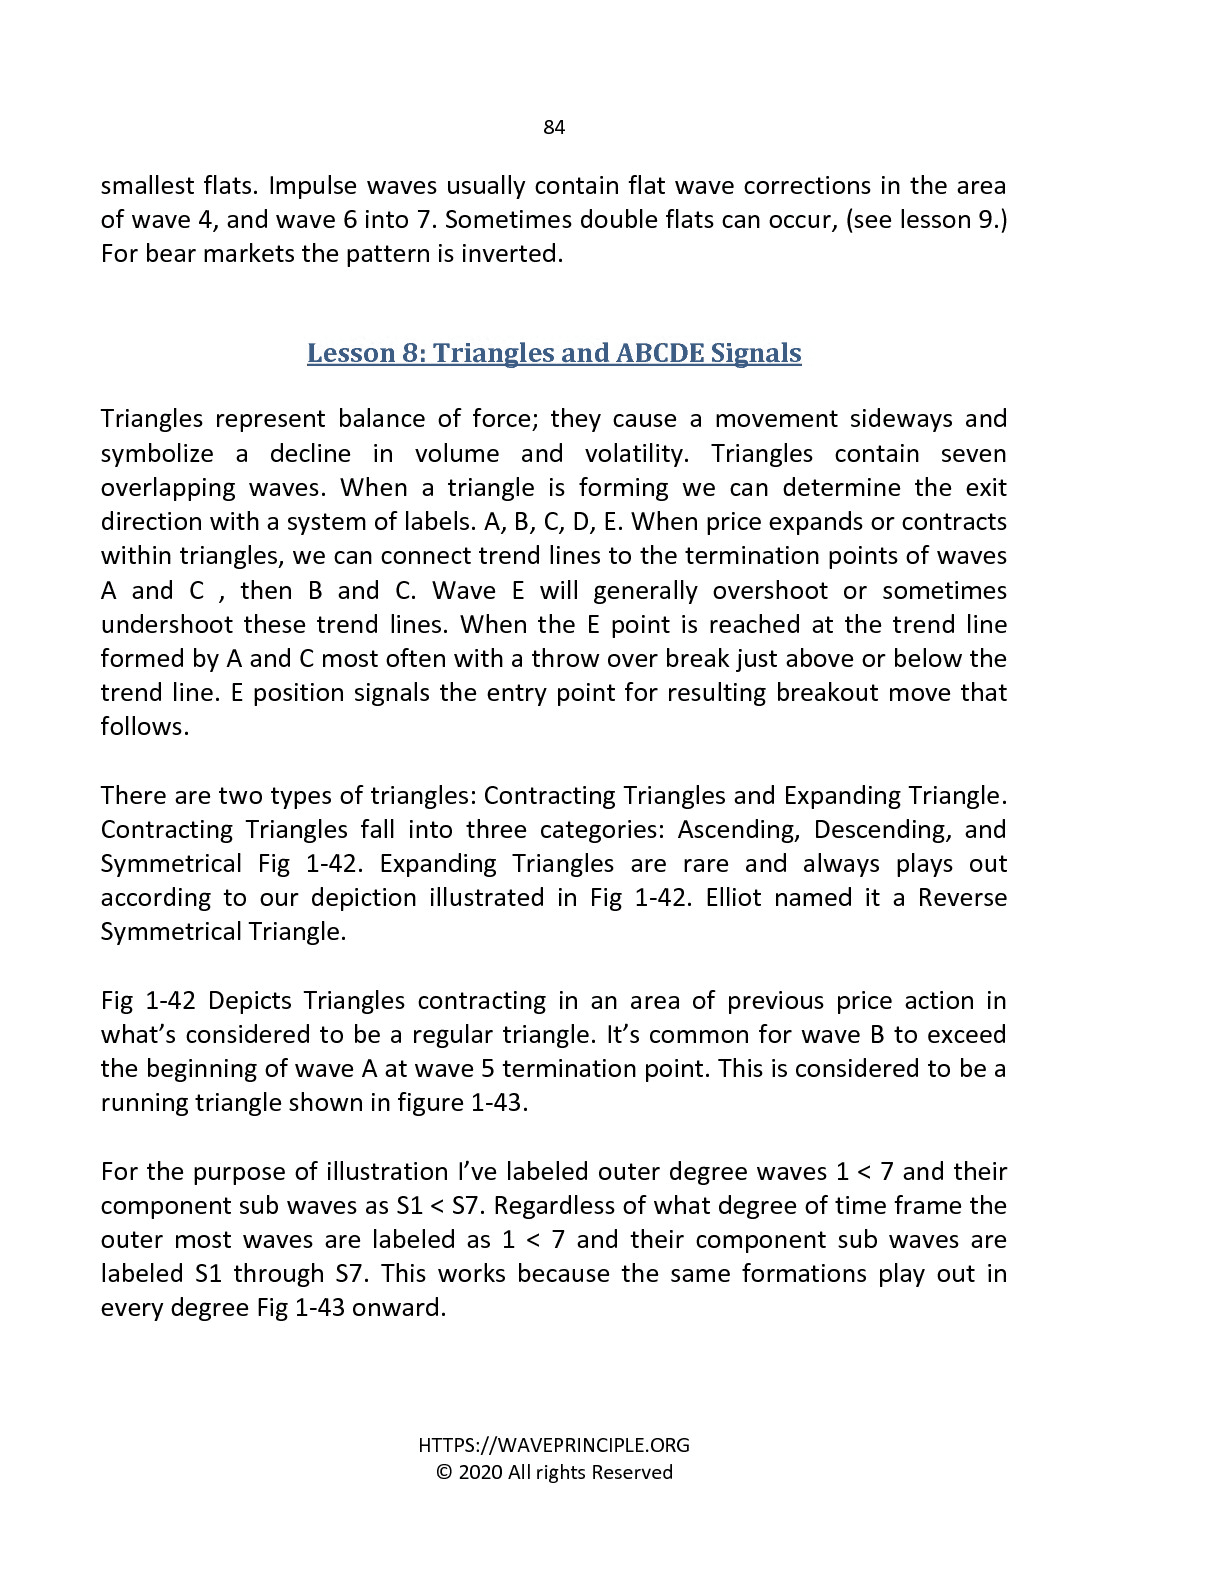 84
smallest flats. Impulse waves usually contain flat wave corrections in the area
of wave 4, and wave 6 into 7. Sometimes double flats can occur, (see lesson 9.)
For bear markets the pattern is inverted.
Lesson 8: Triangles and ABCDE Signals
Triangles represent balance of force; they cause a movement sideways and
symbolize a decline in volume and volatility. Triangles contain seven
overlapping waves. When a triangle is forming we can determine the exit
direction with a system of labels. A, B, C, D, E. When price expands or contracts
within triangles, we can connect trend lines to the termination points of waves
A and C , then B and C. Wave E will generally overshoot or sometimes
undershoot these trend lines. When the E point is reached at the trend line
formed by A and C most often with a throw over break just above or below the
trend line. E position signals the entry point for resulting breakout move that
follows.
There are two types of triangles: Contracting Triangles and Expanding Triangle.
Contracting Triangles fall into three categories: Ascending, Descending, and
Symmetrical Fig 1-42. Expanding Triangles are rare and always plays out
according to our depiction illustrated in Fig 1-42. Elliot named it a Reverse
Symmetrical Triangle.
Fig 1-42 Depicts Triangles contracting in an area of previous price action in
what’s considered to be a regular triangle. It’s common for wave B to exceed
the beginning of wave A at wave 5 termination point. This is considered to be a
running triangle shown in figure 1-43.
For the purpose of illustration I’ve labeled outer degree waves 1 < 7 and their
component sub waves as S1 < S7. Regardless of what degree of time frame the
outer most waves are labeled as 1 < 7 and their component sub waves are
labeled S1 through S7. This works because the same formations play out in
every degree Fig 1-43 onward.
HTTPS://WAVEPRINCIPLE.ORG
© 2020 All rights Reserved